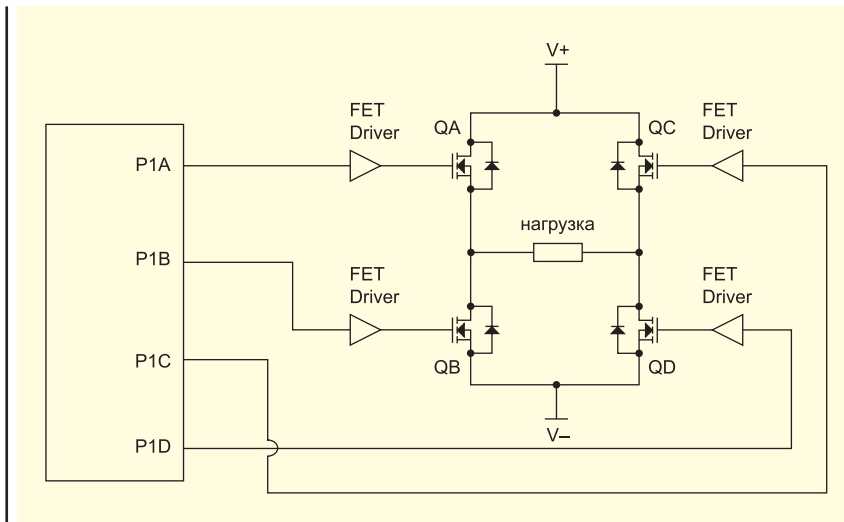 V+
FET
Driver
QA
QC
FET
Driver
P1A
нагрузка
P1B
FET
Driver
FET
Driver
P1C
QB
QD
P1D
V–